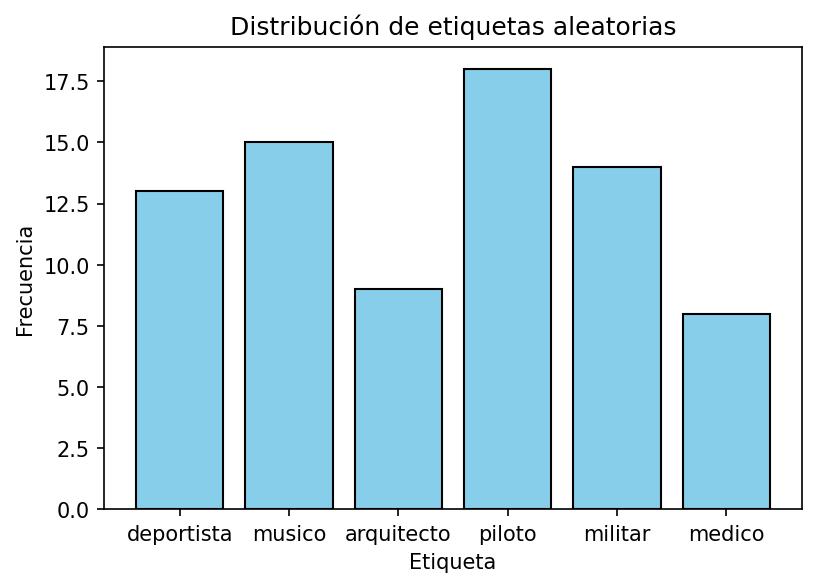 Distribución de etiquetas aleatorias
Frecuencia
17.5
15.0
12.5
10.0
7.5
5.0
2.5
0.0
deportista musico arquitecto piloto militar medico
Etiqueta